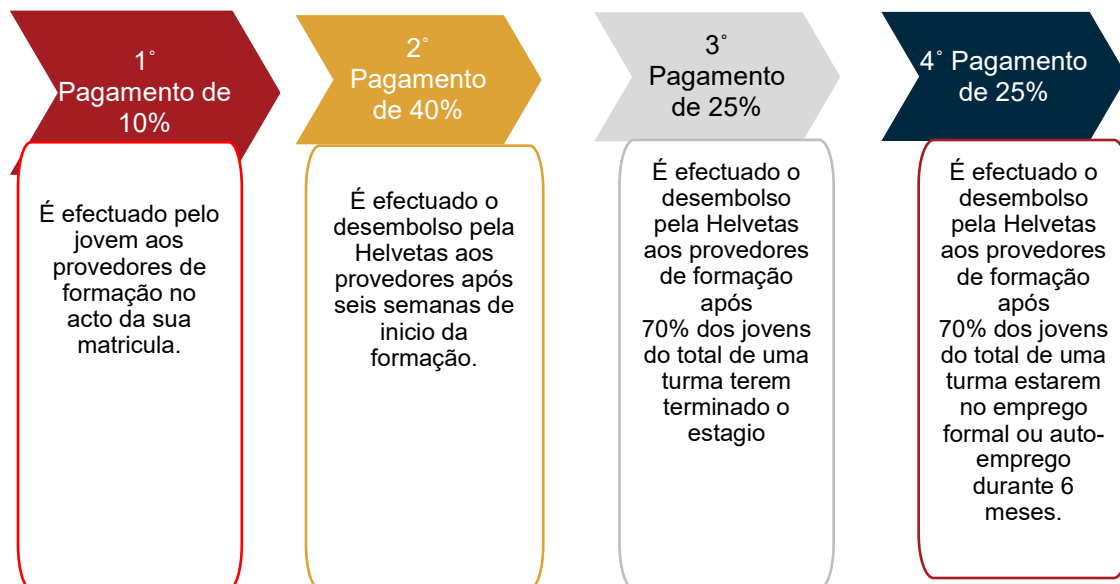 1°
Pagamento de
10%
É efectuado pelo
jovem aos
provedores de
formação no
acto da sua
matricula.
2°
Pagamento
de 40%
É efectuado o
desembolso pela
Helvetas aos
provedores após
seis semanas de
inicio da
formação.
3°
Pagamento
de 25%
É efectuado o
desembolso
pela Helvetas
aos provedores
de formação
após
70% dos jovens
do total de uma
turma terem
terminado o
estagio
4° Pagamento
de 25%
É efectuado o
desembolso
pela Helvetas
aos provedores
de formação
após
70% dos jovens
do total de uma
turma estarem
no emprego
formal ou auto-
emprego
durante 6
meses.